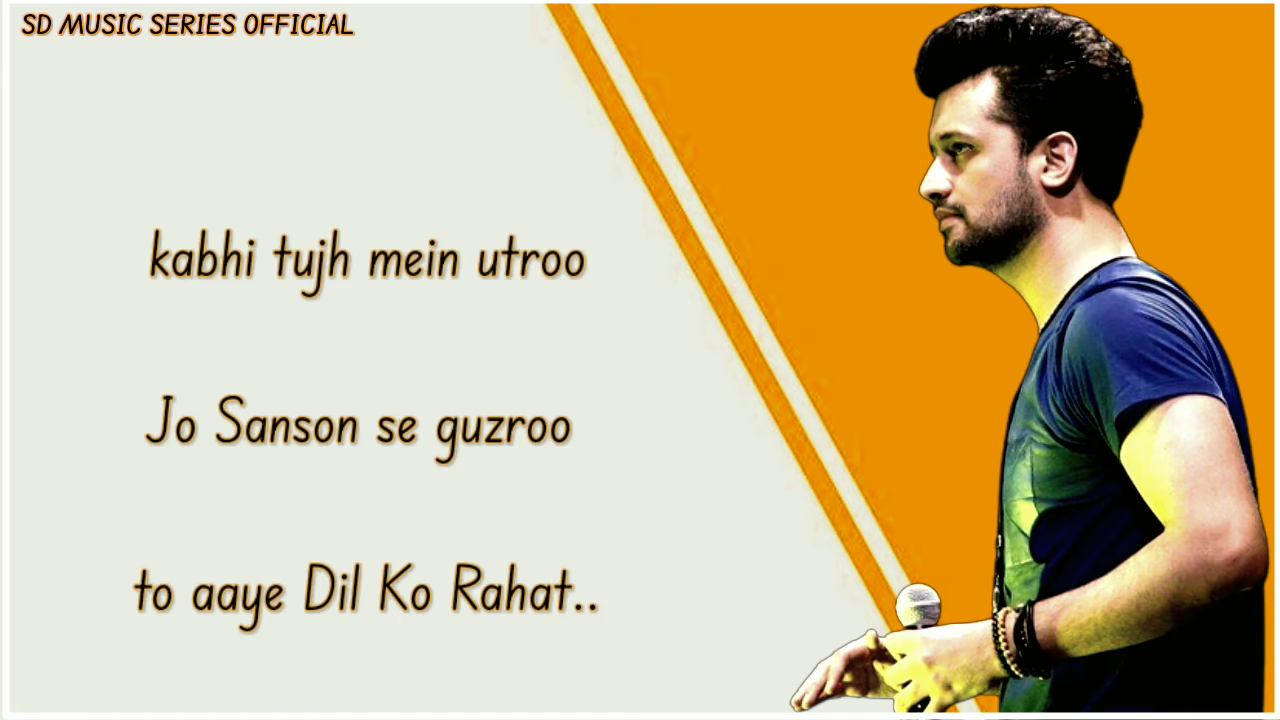 SD MUSIC SERIES OFFICIAL
kabhi tujh mein utroo
Jo Sanson se guzroo
to aaye Dil Ko Rahat..